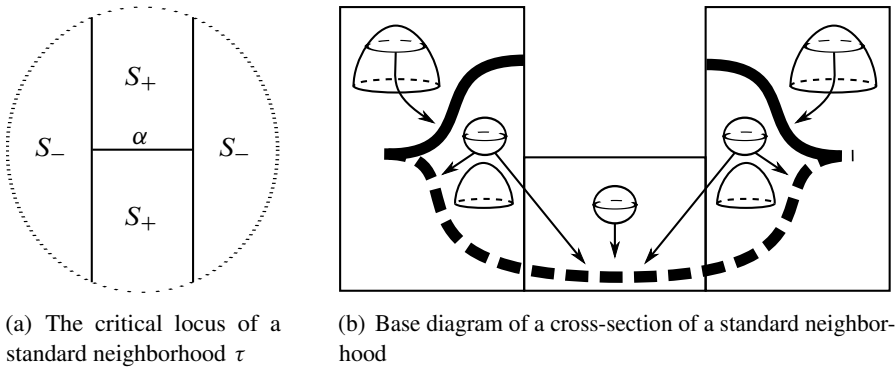 S+
α
S− S−
S+
(a) The critical locus of a
standard neighborhood τ
(b) Base diagram of a cross-section of a standard neighbor-
hood